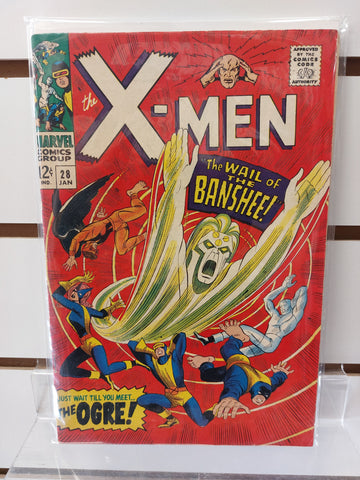 APPROVED
BY THE
COMICS
CODE
AUTHORITY
the
X-MEN
MARVEL
COMICS
GROUP
12¢
IND.
28
JAN
The WAIL of
THE
BANSHEE!
JUST WAIT TILL YOU MEET...
THE OGRE!